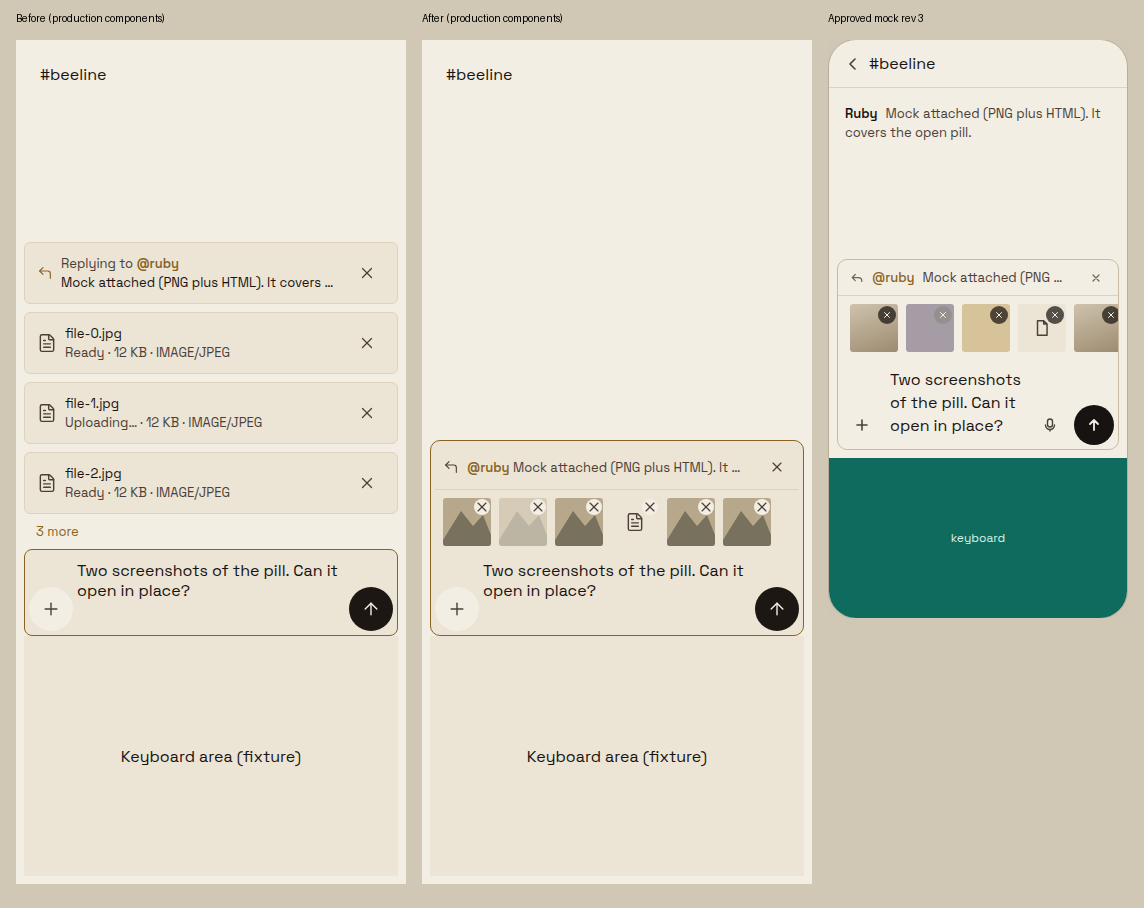 Before (production components)
#beeline
Replying to @ruby
Mock attached (PNG plus HTML). It covers ...
file-0.jpg
Ready · 12 KB · IMAGE/JPEG
file-1.jpg
Uploading... · 12 KB · IMAGE/JPEG
file-2.jpg
Ready · 12 KB · IMAGE/JPEG
3 more
Two screenshots of the pill. Can it
open in place?
Keyboard area (fixture)
After (production components)
#beeline
@ruby Mock attached (PNG plus HTML). It ...
Two screenshots of the pill. Can it
open in place?
Keyboard area (fixture)
Approved mock rev 3
#beeline
Ruby Mock attached (PNG plus HTML). It
covers the open pill.
@ruby Mock attached (PNG ...
Two screenshots
of the pill. Can it
open in place?
keyboard